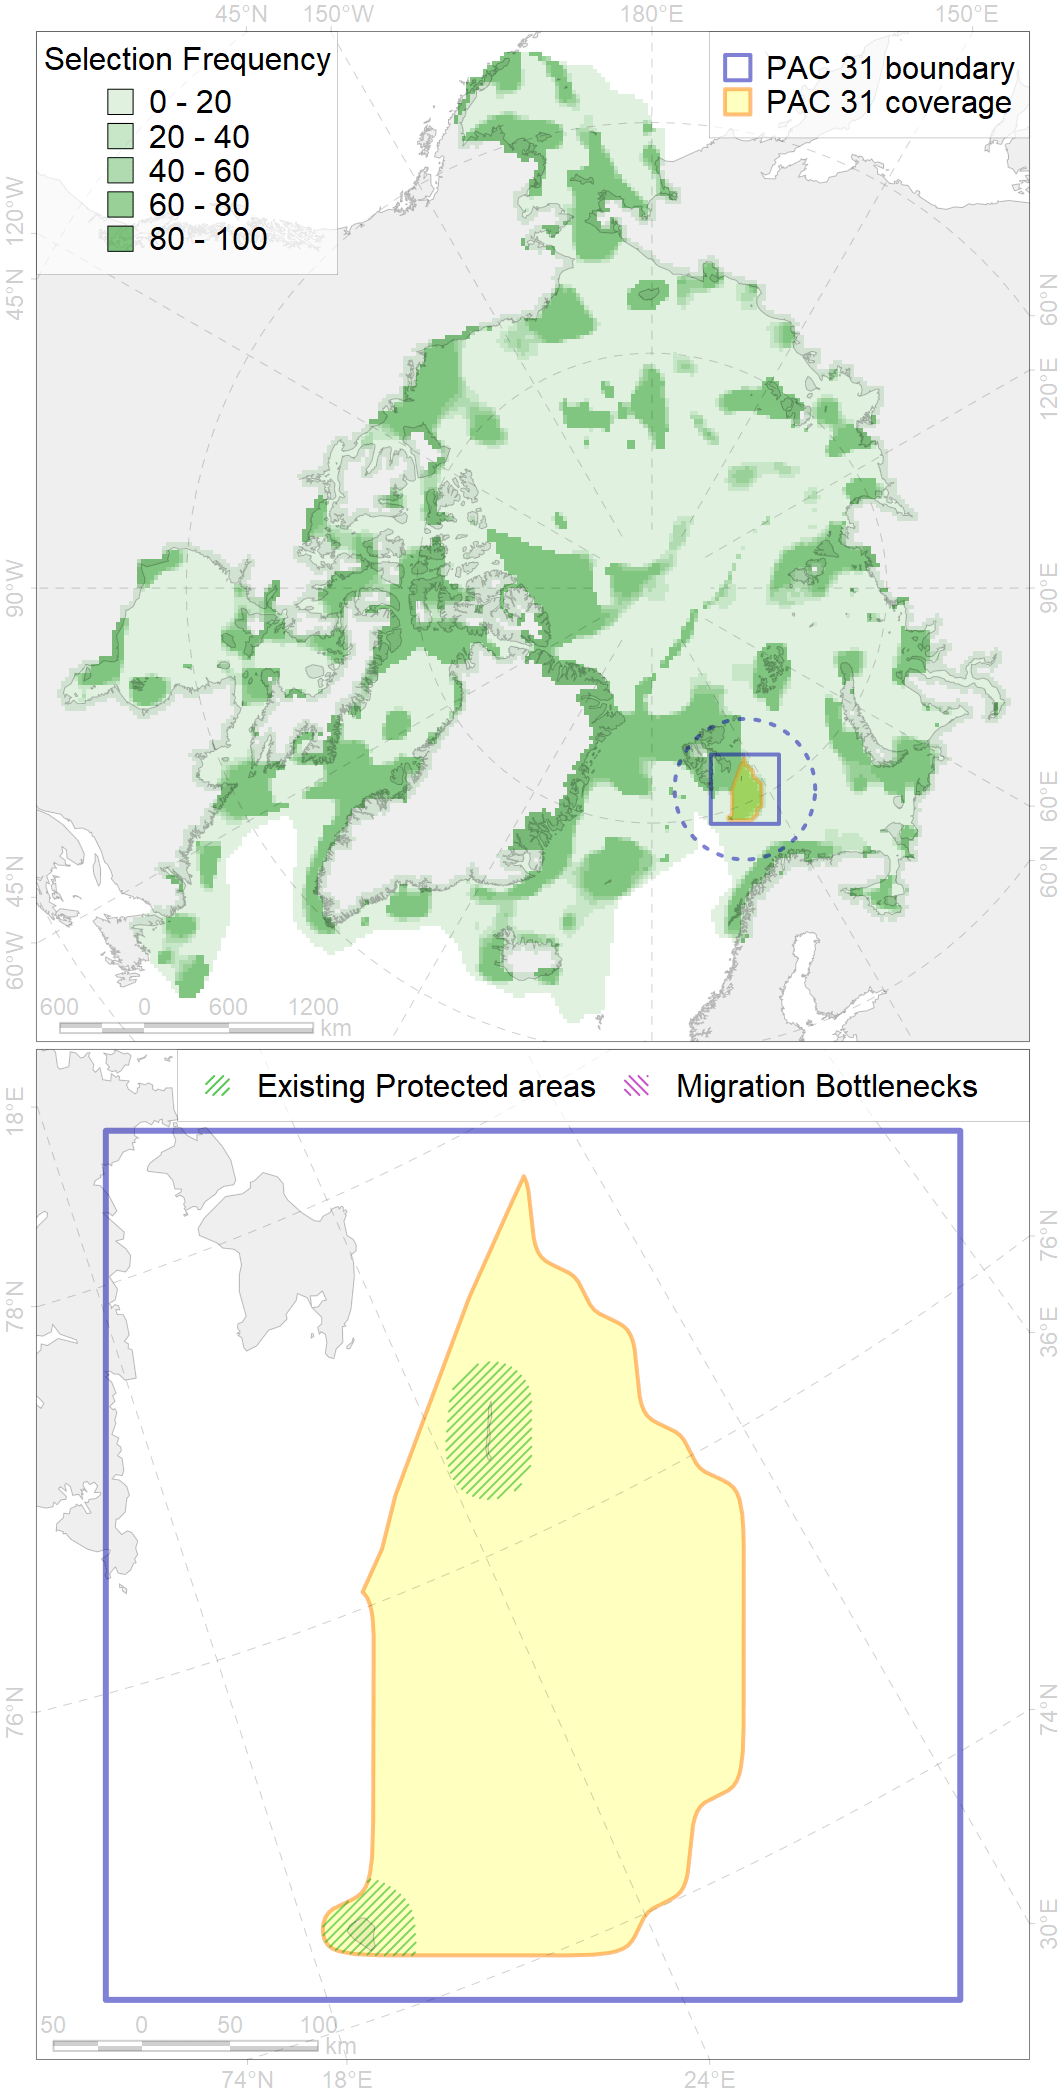 45°N 150°W 180°E 150°E
Selection Frequency
0 - 20
20 - 40
40 - 60
60 - 80
80 - 100
PAC 31 boundary
PAC 31 coverage
120°W
45°N
90°W
45°N
60°W
60°N
120°E
90°E
60°E
60°N
600 0 600 1200
km
Existing Protected areas Migration Bottlenecks
18°E
78°N
76°N
76°N
36°E
74°N
30°E
50 0 50 100
km
74°N 18°E 24°E